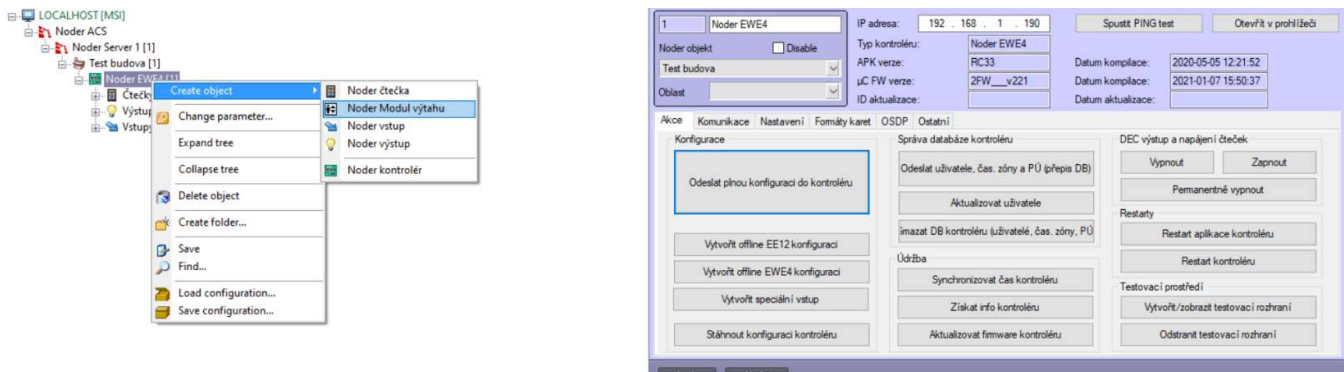 LOCALHOST [MSI]
Noder ACS
Noder Server 1 [1]
Test budova [1]
Noder EWE4 [1]
Čtečky
Výstup
Vstupy
Create object
Change parameter...
Expand tree
Collapse tree
Delete object
Create folder...
Save
Find...
Load configuration...
Save configuration...
Noder čtečka
Noder Modul výtahu
Noder vstup
Noder výstup
Noder kontrolér
1 Noder EWE4
Noder objekt Disable
Test budova
Oblast
IP adresa: 192 . 168 . 1 . 190 Spustit PING test Otevřít v prohlížeči
Typ kontroléru: Noder EWE4
APK verze: RC33 Datum kompilace: 2020-05-05 12:21:52
µC FW verze: 2FW___v221 Datum kompilace: 2021-01-07 15:50:37
ID aktualizace: Datum aktualizace:
Akce Komunikace Nastavení Formáty karet OSDP Ostatní
Konfigurace
Odeslat plnou konfiguraci do kontroléru
Vytvořit offline EE12 konfiguraci
Vytvořit offline EWE4 konfiguraci
Vytvořit speciální vstup
Stáhnout konfiguraci kontroléru
Správa databáze kontroléru
Odeslat uživatele, čas. zóny a PÚ (přepis DB)
Aktualizovat uživatele
ímazat DB kontroléru (uživatelé, čas. zóny, PÚ
Údržba
Synchronizovat čas kontroléru
Získat info kontroléru
Aktualizovat firmware kontroléru
DEC výstup a napájení čteček
Vypnout Zapnout
Permanentně vypnout
Restarty
Restart aplikace kontroléru
Restart kontroléru
Testovací prostředí
Vytvořt/zobrazit testovací rozhraní
Odstranit testovací rozhraní